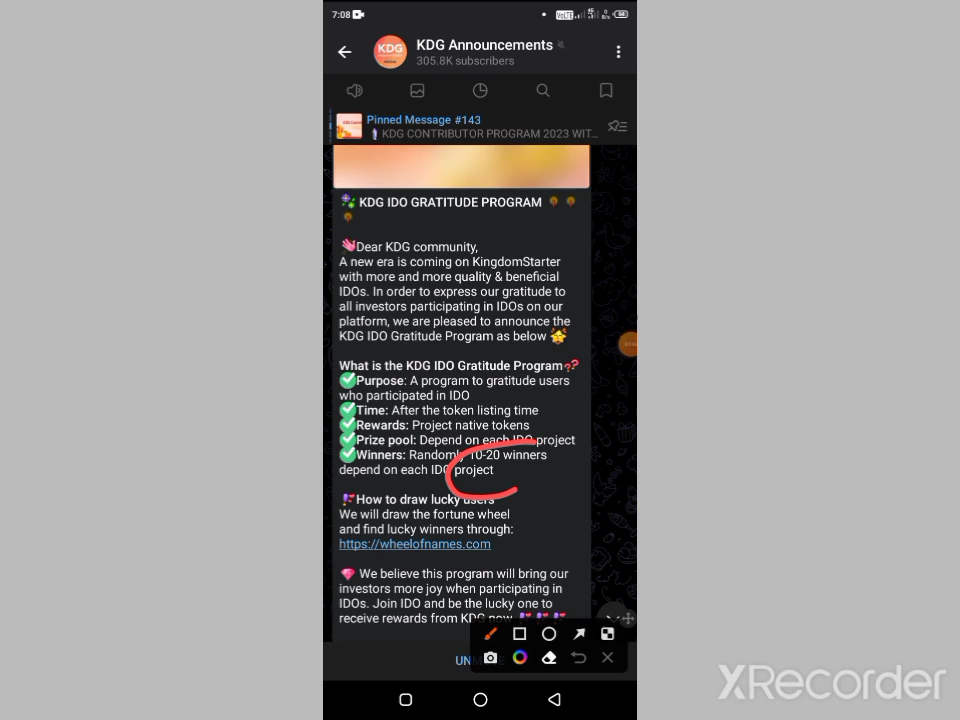 7:08
VoLTE
KDG
KDG Announcements
305.8K subscribers
Pinned Message #143
KDG CONTRIBUTOR PROGRAM 2023 WIT...
KDG IDO GRATITUDE PROGRAM
Dear KDG community,
A new era is coming on KingdomStarter
with more and more quality & beneficial
IDOs. In order to express our gratitude to
all investors participating in IDOs on our
platform, we are pleased to announce the
KDG IDO Gratitude Program as below
What is the KDG IDO Gratitude Program
Purpose: A program to gratitude users
who participated in IDO
Time: After the token listing time
Rewards: Project native tokens
Prize pool: Depend on each IDO project
Winners: Randomly 10-20 winners
depend on each IDO project
How to draw lucky users
We will draw the fortune wheel
and find lucky winners through:
https://wheelofnames.com
We believe this program will bring our
investors more joy when participating in
IDOs. Join IDO and be the lucky one to
receive rewards from KDG now
UN
XRecorder